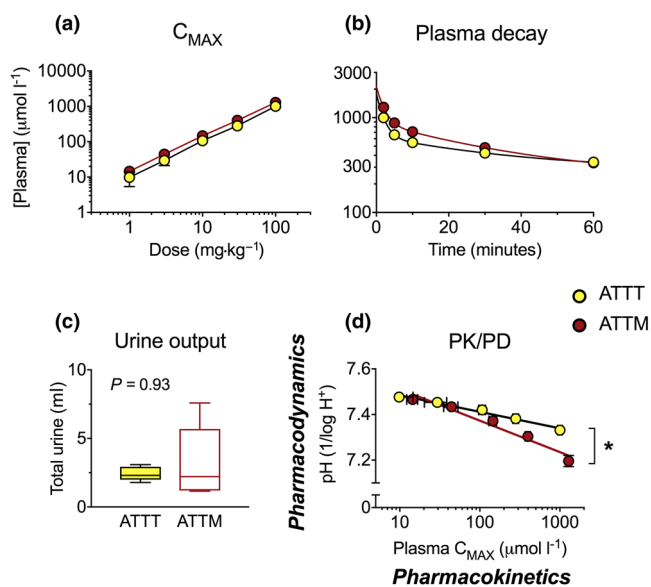 (a)
C_MAX
[Plasma] (μmol l⁻¹)
10000
1000
100
10
1
1
10
100
Dose (mg·kg⁻¹)
(b)
Plasma decay
3000
1000
300
100
0
20
40
60
Time (minutes)
ATTT
ATTM
(c)
Urine output
P = 0.93
Total urine (ml)
10
5
0
ATTT
ATTM
(d)
PK/PD
Pharmacodynamics
pH (1/log H⁺)
7.6
7.4
7.2
0
*
10
100
1000
Plasma C_MAX (μmol l⁻¹)
Pharmacokinetics